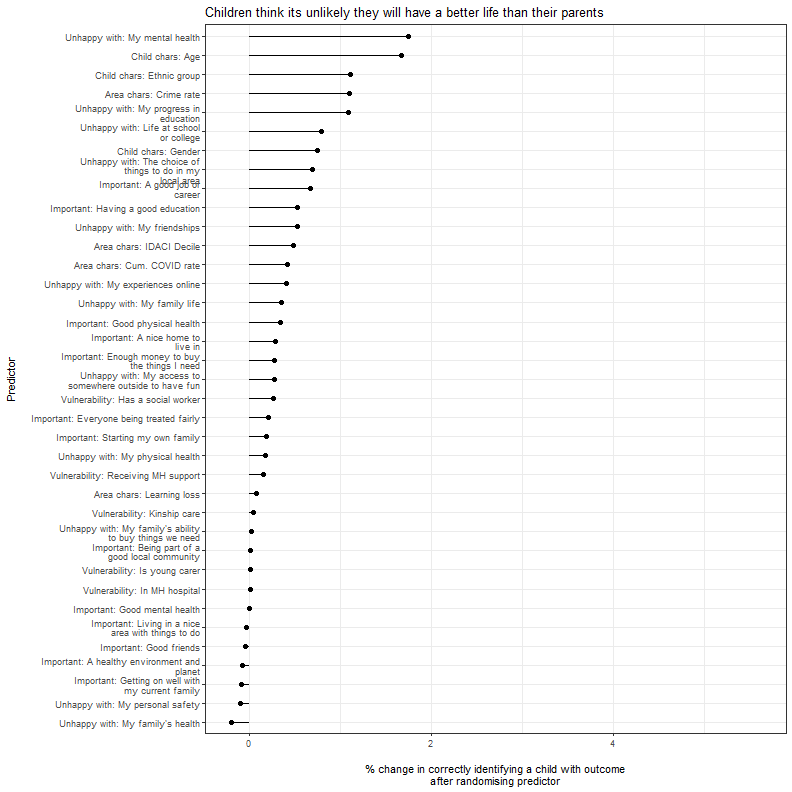 Children think its unlikely they will have a better life than their parents
Unhappy with: My mental health
Child chars: Age
Child chars: Ethnic group
Area chars: Crime rate
Unhappy with: My progress in
education
Unhappy with: Life at school
or college
Child chars: Gender
Unhappy with: The choice of
things to do in my
local area
Important: A good job or
career
Important: Having a good education
Unhappy with: My friendships
Area chars: IDACI Decile
Area chars: Cum. COVID rate
Unhappy with: My experiences online
Unhappy with: My family life
Important: Good physical health
Important: A nice home to
live in
Important: Enough money to buy
the things I need
Unhappy with: My access to
somewhere outside to have fun
Vulnerability: Has a social worker
Important: Everyone being treated fairly
Important: Starting my own family
Unhappy with: My physical health
Vulnerability: Receiving MH support
Area chars: Learning loss
Vulnerability: Kinship care
Unhappy with: My family's ability
to buy things we need
Important: Being part of a
good local community
Vulnerability: Is young carer
Vulnerability: In MH hospital
Important: Good mental health
Important: Living in a nice
area with things to do
Important: Good friends
Important: A healthy environment and
planet
Important: Getting on well with
my current family
Unhappy with: My personal safety
Unhappy with: My family's health
Predictor
0 2 4
% change in correctly identifying a child with outcome
after randomising predictor